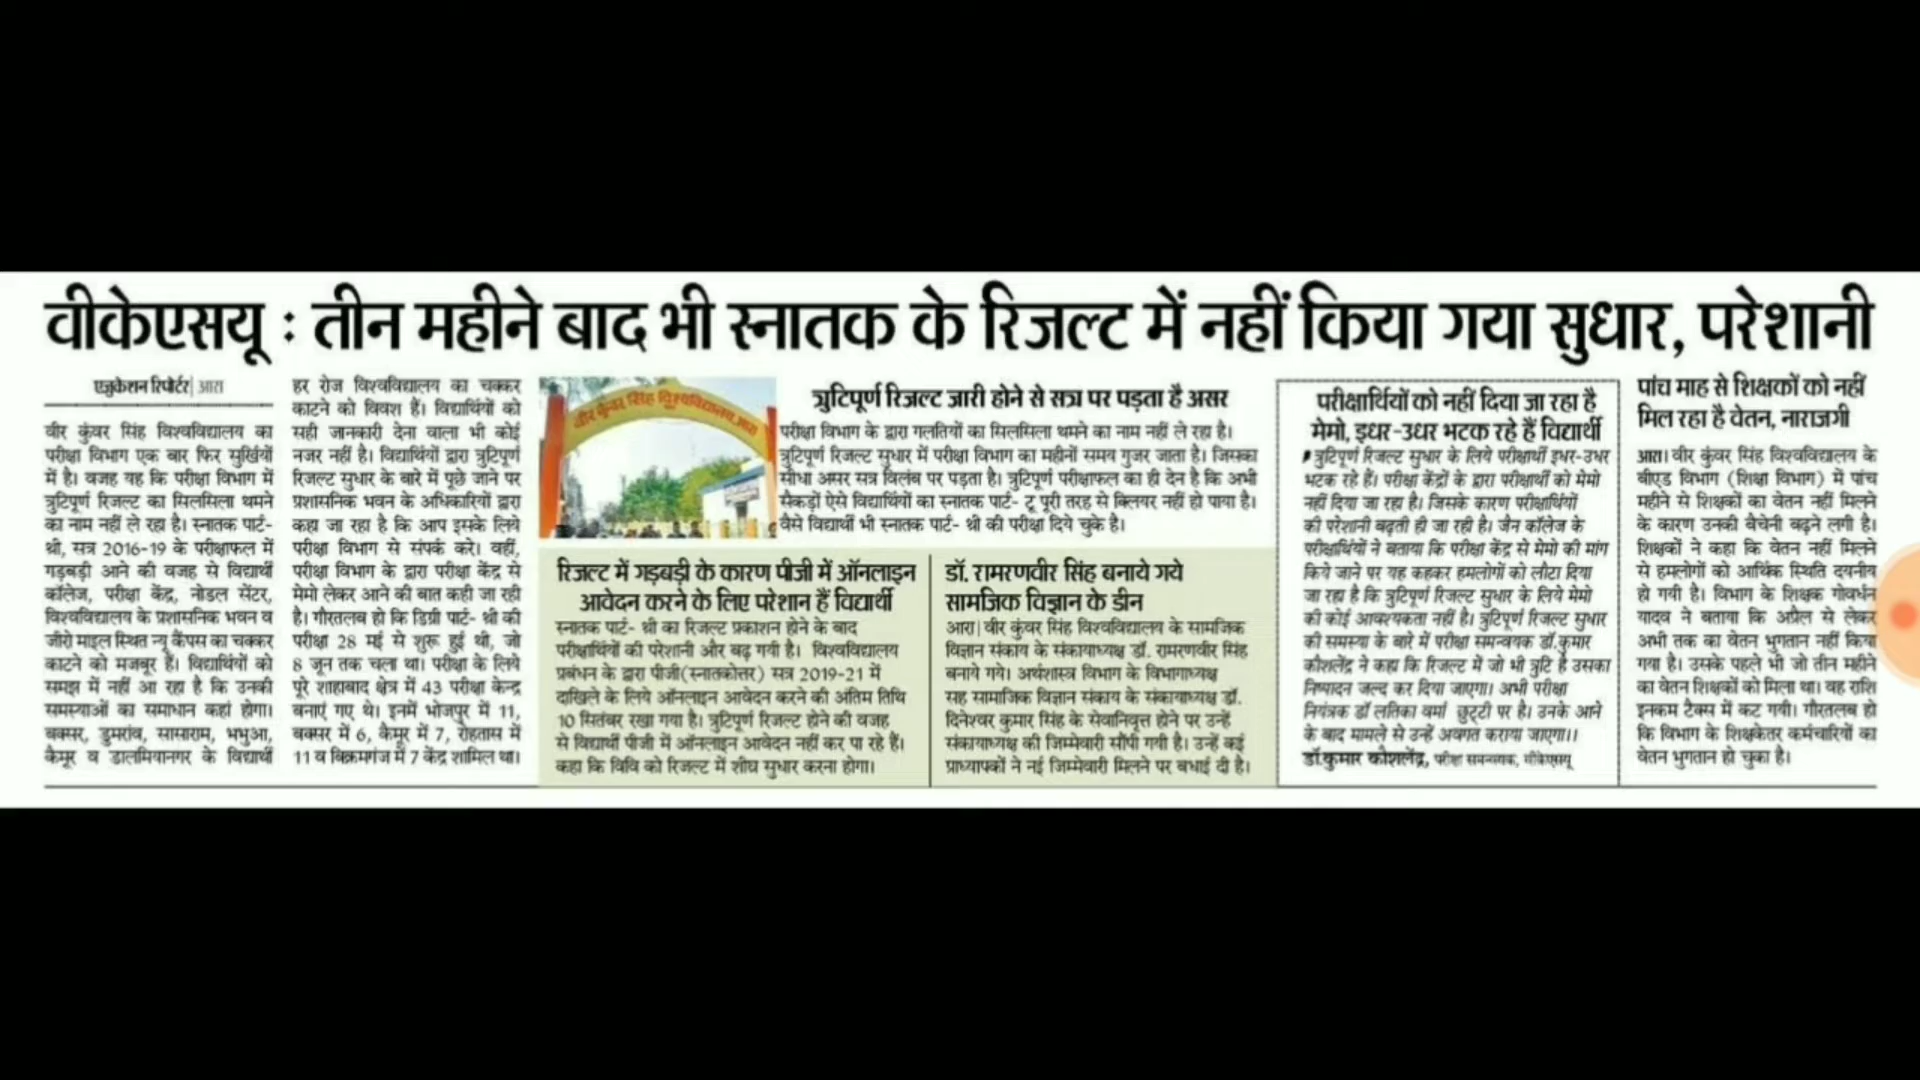 वीकेएसयू : तीन महीने बाद भी स्नातक के रिजल्ट में नहीं किया गया सुधार, परेशानी
एजुकेशन रिपोर्टर| आरा
वीर कुंवर सिंह विश्वविद्यालय का
परीक्षा विभाग एक बार फिर सुर्खियों
में है। वजह यह कि परीक्षा विभाग में
त्रुटिपूर्ण रिजल्ट का सिलसिला थमने
का नाम नहीं ले रहा है। स्नातक पार्ट-
थ्री, सत्र 2016-19 के परीक्षाफल में
गड़बड़ी आने की वजह से विद्यार्थी
कॉलेज, परीक्षा केंद्र, नोडल सेंटर,
विश्वविद्यालय के प्रशासनिक भवन व
जीरो माइल स्थित न्यू कैंपस का चक्कर
काटने को मजबूर हैं। विद्यार्थियों को
समझ में नहीं आ रहा है कि उनकी
समस्याओं का समाधान कहां होगा।
बक्सर, डुमरांव, सासाराम, भभुआ,
कैमूर व डालमियानगर के विद्यार्थी
हर रोज विश्वविद्यालय का चक्कर
काटने को विवश हैं। विद्यार्थियों को
सही जानकारी देना वाला भी कोई
नजर नहीं है। विद्यार्थियों द्वारा त्रुटिपूर्ण
रिजल्ट सुधार के बारे में पूछे जाने पर
प्रशासनिक भवन के अधिकारियों द्वारा
कहा जा रहा है कि आप इसके लिये
परीक्षा विभाग से संपर्क करे। वहीं,
परीक्षा विभाग के द्वारा परीक्षा केंद्र से
मेमो लेकर आने की बात कही जा रही
है। गौरतलब हो कि डिग्री पार्ट- थ्री की
परीक्षा 28 मई से शुरू हुई थी, जो
8 जून तक चला था। परीक्षा के लिये
पूरे शाहाबाद क्षेत्र में 43 परीक्षा केन्द्र
बनाएं गए थे। इनमें भोजपुर में 11,
बक्सर में 6, कैमूर में 7, रोहतास में
11 व बिक्रमगंज में 7 केंद्र शामिल था।
वीर कुंवर सिंह विश्वविद्यालय, आरा
त्रुटिपूर्ण रिजल्ट जारी होने से सत्र पर पड़ता है असर
परीक्षा विभाग के द्वारा गलतियों का सिलसिला थमने का नाम नहीं ले रहा है।
त्रुटिपूर्ण रिजल्ट सुधार में परीक्षा विभाग का महीनों समय गुजर जाता है। जिसका
सीधा असर सत्र विलंब पर पड़ता है। त्रुटिपूर्ण परीक्षाफल का ही देन है कि अभी
सैकड़ों ऐसे विद्यार्थियों का स्नातक पार्ट- टू पूरी तरह से क्लियर नहीं हो पाया है।
वैसे विद्यार्थी भी स्नातक पार्ट- थ्री की परीक्षा दिये चुके है।
रिजल्ट में गड़बड़ी के कारण पीजी में ऑनलाइन
आवेदन करने के लिए परेशान हैं विद्यार्थी
स्नातक पार्ट- थ्री का रिजल्ट प्रकाशन होने के बाद
परीक्षार्थियों की परेशानी और बढ़ गयी है। विश्वविद्यालय
प्रबंधन के द्वारा पीजी(स्नातकोत्तर) सत्र 2019-21 में
दाखिले के लिये ऑनलाइन आवेदन करने की अंतिम तिथि
10 सितंबर रखा गया है। त्रुटिपूर्ण रिजल्ट होने की वजह
से विद्यार्थी पीजी में ऑनलाइन आवेदन नहीं कर पा रहे हैं।
कहा कि विवि को रिजल्ट में शीघ्र सुधार करना होगा।
डॉ. रामरणवीर सिंह बनाये गये
सामजिक विज्ञान के डीन
आरा|वीर कुंवर सिंह विश्वविद्यालय के सामजिक
विज्ञान संकाय के संकायाध्यक्ष डॉ. रामरणवीर सिंह
बनाये गये। अर्थशास्त्र विभाग के विभागाध्यक्ष
सह सामाजिक विज्ञान संकाय के संकायाध्यक्ष डॉ.
दिनेश्वर कुमार सिंह के सेवानिवृत्त होने पर उन्हें
संकायाध्यक्ष की जिम्मेवारी सौंपी गयी है। उन्हें कई
प्राध्यापकों ने नई जिम्मेवारी मिलने पर बधाई दी है।
परीक्षार्थियों को नहीं दिया जा रहा है
मेमो, इधर-उधर भटक रहे हैं विद्यार्थी
त्रुटिपूर्ण रिजल्ट सुधार के लिये परीक्षार्थी इधर-उधर
भटक रहे हैं। परीक्षा केंद्रों के द्वारा परीक्षार्थी को मेमो
नहीं दिया जा रहा है। जिसके कारण परीक्षार्थियों
की परेशानी बढ़ती ही जा रही है। जैन कॉलेज के
परीक्षार्थियों ने बताया कि परीक्षा केंद्र से मेमो की मांग
किये जाने पर यह कहकर हमलोगों को लौटा दिया
जा रहा है कि त्रुटिपूर्ण रिजल्ट सुधार के लिये मेमो
की कोई आवश्यकता नहीं है। त्रुटिपूर्ण रिजल्ट सुधार
की समस्या के बारे में परीक्षा समन्वयक डॉ.कुमार
कौशलेंद्र ने कहा कि रिजल्ट में जो भी त्रुटि है उसका
निष्पादन जल्द कर दिया जाएगा। अभी परीक्षा
नियंत्रक डॉ लतिका वर्मा छुट्टी पर है। उनके आने
के बाद मामले से उन्हें अवगत कराया जाएगा।।
डॉ.कुमार कौशलेंद्र, परीक्षा समन्वयक, वीकेएसयू
पांच माह से शिक्षकों को नहीं
मिल रहा है वेतन, नाराजगी
आरा। वीर कुंवर सिंह विश्वविद्यालय के
बीएड विभाग (शिक्षा विभाग) में पांच
महीने से शिक्षकों का वेतन नहीं मिलने
के कारण उनकी बैचेनी बढ़ने लगी है।
शिक्षकों ने कहा कि वेतन नहीं मिलने
से हमलोगों को आर्थिक स्थिति दयनीय
हो गयी है। विभाग के शिक्षक गोवर्धन
यादव ने बताया कि अप्रैल से लेकर
अभी तक का वेतन भुगतान नहीं किया
गया है। उसके पहले भी जो तीन महीने
का वेतन शिक्षकों को मिला था। वह राशि
इनकम टैक्स में कट गयी। गौरतलब हो
कि विभाग के शिक्षकेतर कर्मचारियों का
वेतन भुगतान हो चुका है।